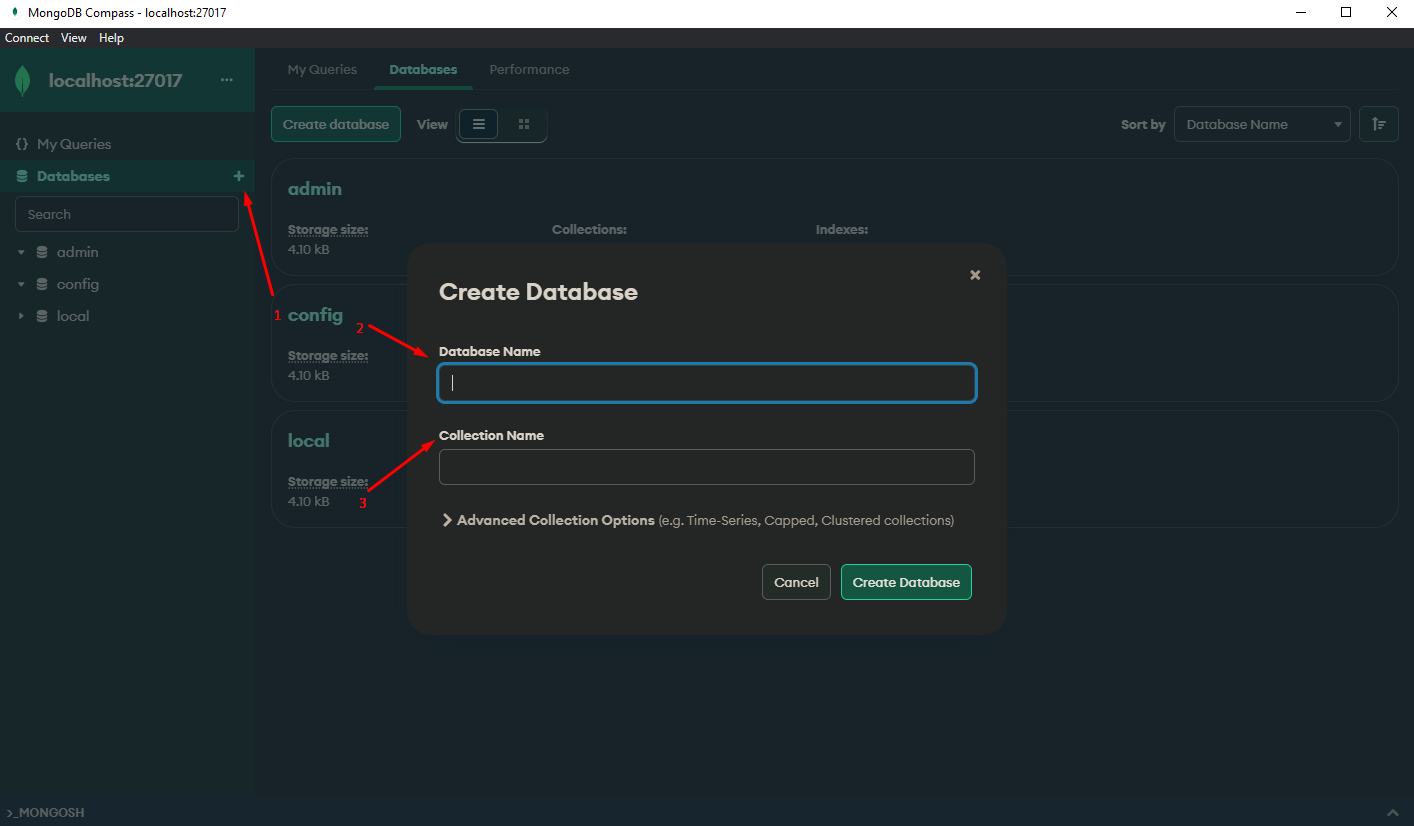 MongoDB Compass - localhost:27017
Connect View Help
localhost:27017 ...
My Queries Databases Performance
Create database View Sort by Database Name
{} My Queries
Databases +
Search
admin
config
local
admin
Storage size: Collections: Indexes:
4.10 kB
1 config
Storage size:
4.10 kB
local
Storage size:
4.10 kB
2
3
Create Database
Database Name
Collection Name
Advanced Collection Options (e.g. Time-Series, Capped, Clustered collections)
Cancel Create Database
>_MONGOSH